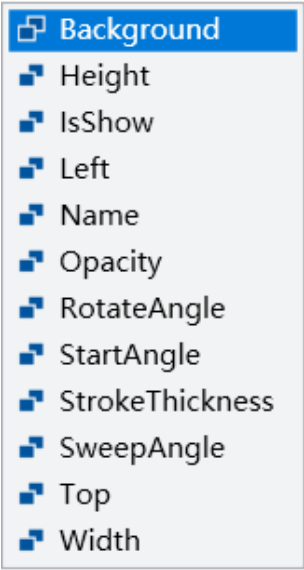 Background
Height
IsShow
Left
Name
Opacity
RotateAngle
StartAngle
StrokeThickness
SweepAngle
Top
Width